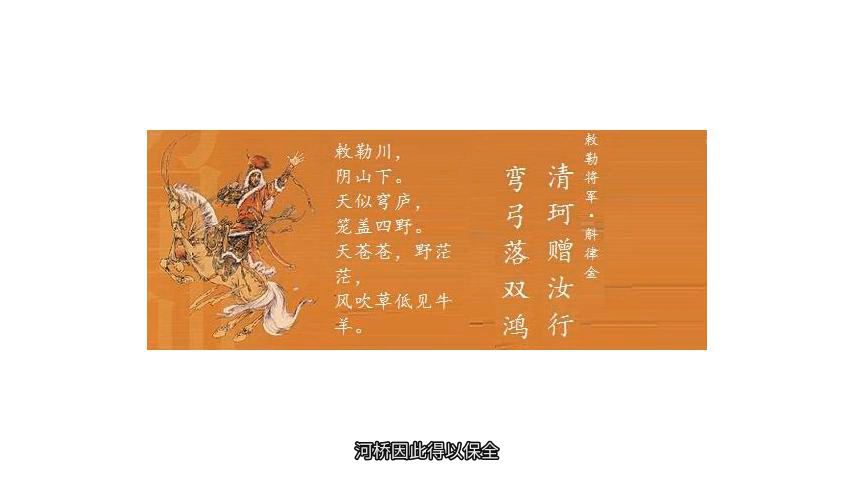 敕勒川，
阴山下。
天似穹庐，
笼盖四野。
天苍苍，野茫
茫，
风吹草低见牛
羊。
敕勒将军·斛律金
清珂赠汝行
弯弓落双鸿
河桥因此得以保全